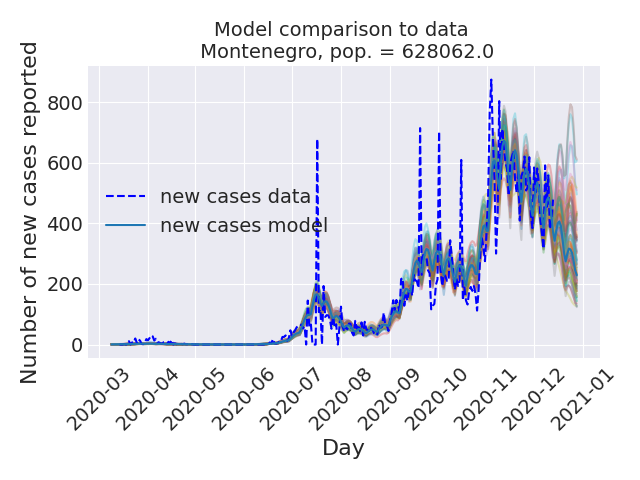 Model comparison to data
Montenegro, pop. = 628062.0
Number of new cases reported
800
600
400
200
0
new cases data
new cases model
2020-03
2020-04
2020-05
2020-06
2020-07
2020-08
2020-09
2020-10
2020-11
2020-12
2021-01
Day